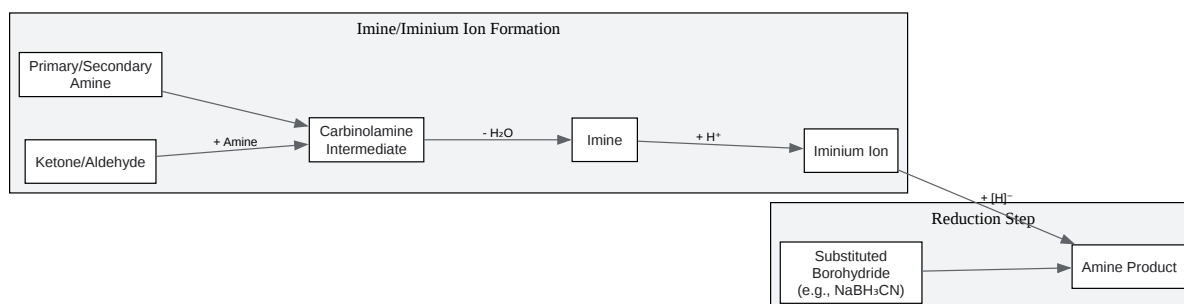 Imine/Iminium Ion Formation
Primary/Secondary
Amine
Ketone/Aldehyde
+ Amine
Carbinolamine
Intermediate
- H₂O
Imine
+ H⁺
Iminium Ion
+ [H]⁻
Reduction Step
Substituted
Borohydride
(e.g., NaBH₃CN)
Amine Product